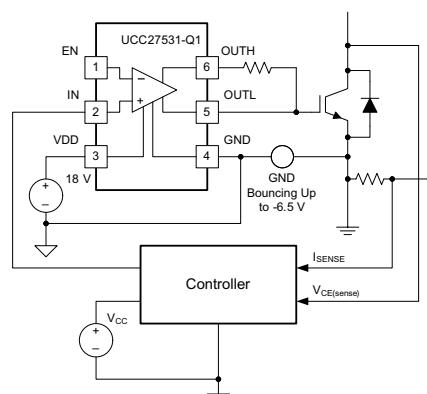 UCC27531-Q1
EN
OUTH
1
6
IN
OUTL
2
5
VDD
GND
3
4
18 V
GND
Bouncing Up
to -6.5 V
ISENSE
Controller
VCE(sense)
VCC